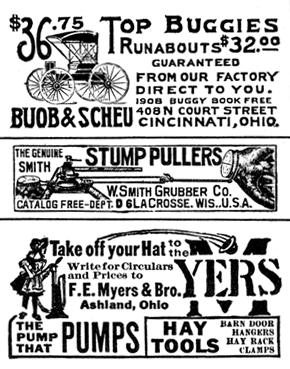 $36.75 TOP BUGGIES
RUNABOUTS $32.00
GUARANTEED
FROM OUR FACTORY
DIRECT TO YOU.
1908 BUGGY BOOK FREE
BUOB & SCHEU 408 N COURT STREET
CINCINNATI, OHIO.
THE GENUINE SMITH STUMP PULLERS
W. SMITH GRUBBER CO.
CATALOG FREE-DEPT. D6 LA CROSSE. WIS., U.S.A.
Take off your Hat to the MYERS
Write for Circulars
and Prices to
F. E. Myers & Bro.
Ashland, Ohio
THE PUMP THAT PUMPS
HAY TOOLS
BARN DOOR
HANGERS
HAY RACK
CLAMPS